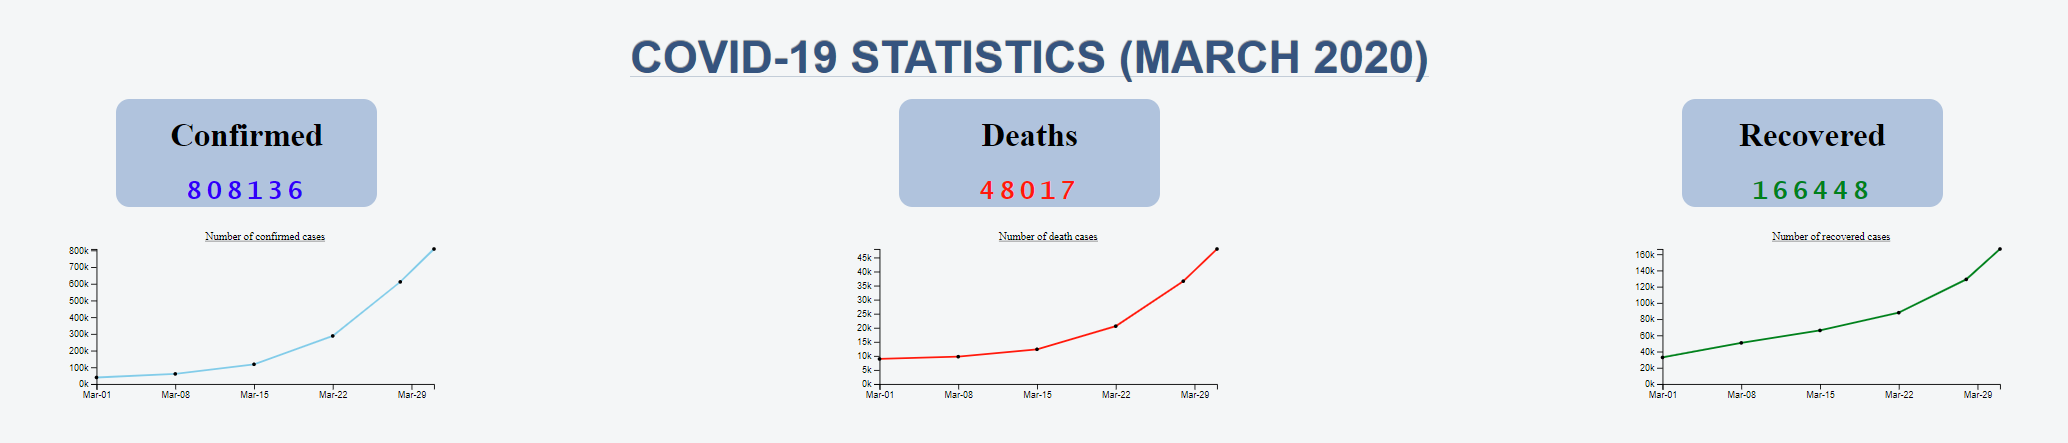 COVID-19 STATISTICS (MARCH 2020)
Confirmed
808136
Number of confirmed cases
800k
700k
600k
500k
400k
300k
200k
100k
0k
Mar-01 Mar-08 Mar-15 Mar-22 Mar-29
Deaths
48017
Number of death cases
45k
40k
35k
30k
25k
20k
15k
10k
5k
0k
Mar-01 Mar-08 Mar-15 Mar-22 Mar-29
Recovered
166448
Number of recovered cases
160k
140k
120k
100k
80k
60k
40k
20k
0k
Mar-01 Mar-08 Mar-15 Mar-22 Mar-29